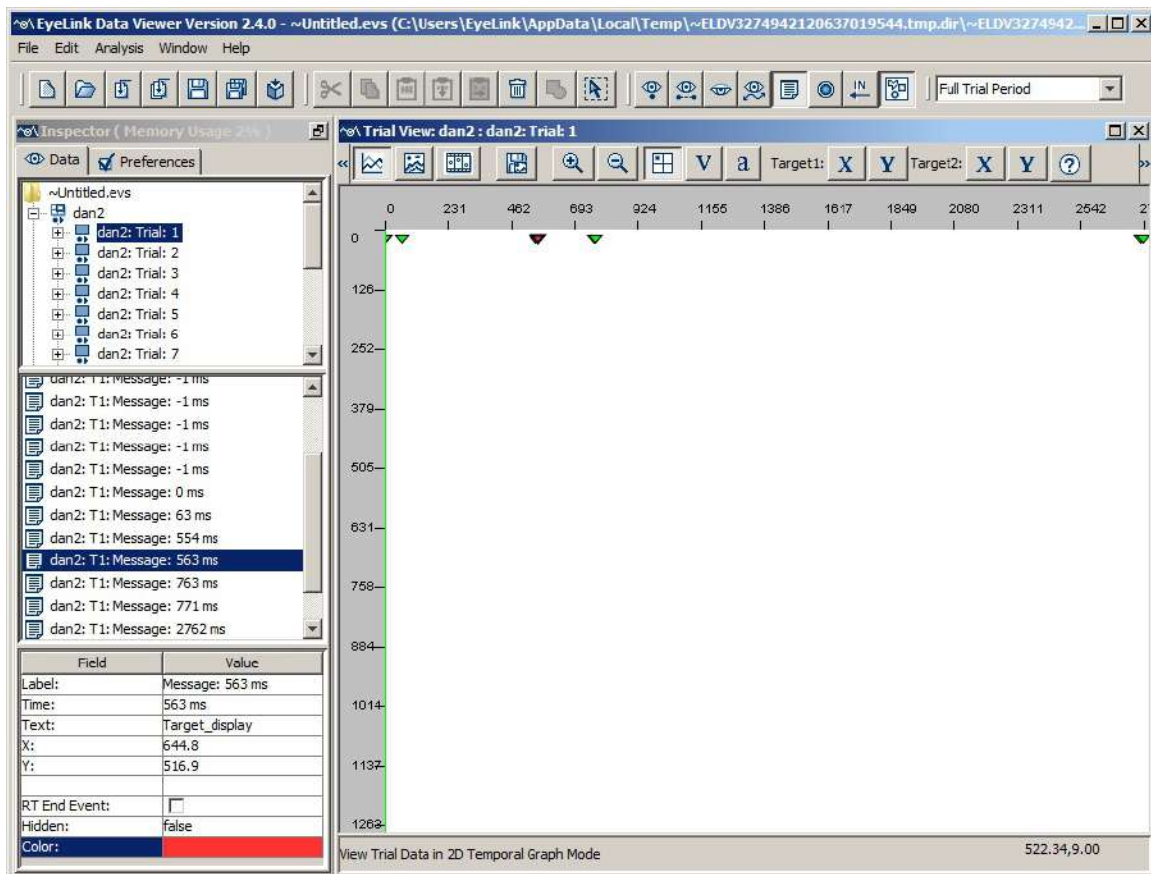 EyeLink Data Viewer Version 2.4.0 - ~Untitled.evs (C:\Users\EyeLink\AppData\Local\Temp\~ELDV3274942120637019544.tmp.dir\~ELDV3274942...
File Edit Analysis Window Help
IN
Full Trial Period
Inspector ( Memory Usage 2% )
Data
Preferences
~Untitled.evs
dan2
dan2: Trial: 1
dan2: Trial: 2
dan2: Trial: 3
dan2: Trial: 4
dan2: Trial: 5
dan2: Trial: 6
dan2: Trial: 7
dan2: T1: Message: -1 ms
dan2: T1: Message: -1 ms
dan2: T1: Message: -1 ms
dan2: T1: Message: -1 ms
dan2: T1: Message: -1 ms
dan2: T1: Message: 0 ms
dan2: T1: Message: 63 ms
dan2: T1: Message: 554 ms
dan2: T1: Message: 563 ms
dan2: T1: Message: 763 ms
dan2: T1: Message: 771 ms
dan2: T1: Message: 2762 ms
Field Value
Label: Message: 563 ms
Time: 563 ms
Text: Target_display
X: 644.8
Y: 516.9
RT End Event:
Hidden: false
Color:
Trial View: dan2 : dan2: Trial: 1
« V a Target1: X Y Target2: X Y ? »
0 231 462 693 924 1155 1386 1617 1849 2080 2311 2542
0
126
252
379
505
631
758
884
1014
1137
1263
View Trial Data in 2D Temporal Graph Mode
522.34,9.00